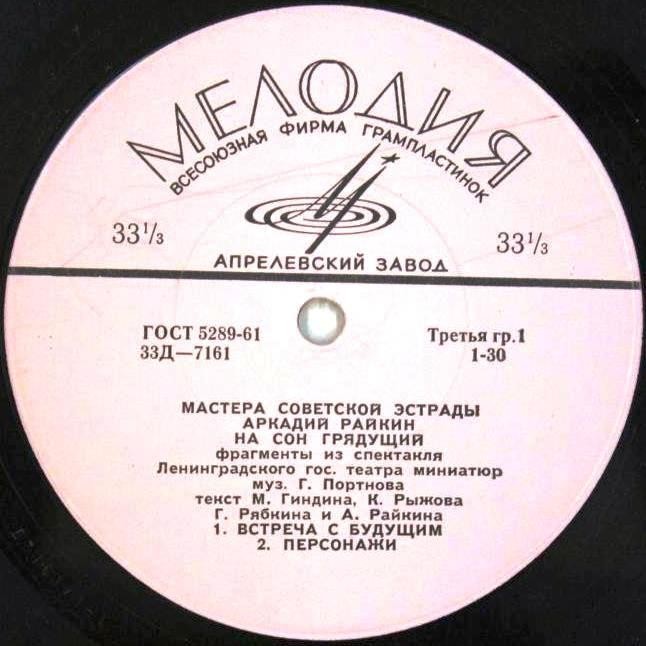 МЕЛОДИЯ
ВСЕСОЮЗНАЯ ФИРМА ГРАМПЛАСТИНОК
33⅓ 33⅓
АПРЕЛЕВСКИЙ ЗАВОД
ГОСТ 5289-61 Третья гр.1
33Д—7161 1-30
МАСТЕРА СОВЕТСКОЙ ЭСТРАДЫ
АРКАДИЙ РАЙКИН
НА СОН ГРЯДУЩИЙ
фрагменты из спектакля
Ленинградского гос. театра миниатюр
муз. Г. Портнова
текст М. Гиндина, К. Рыжова
Г. Рябкина и А. Райкина
1. ВСТРЕЧА С БУДУЩИМ
2. ПЕРСОНАЖИ